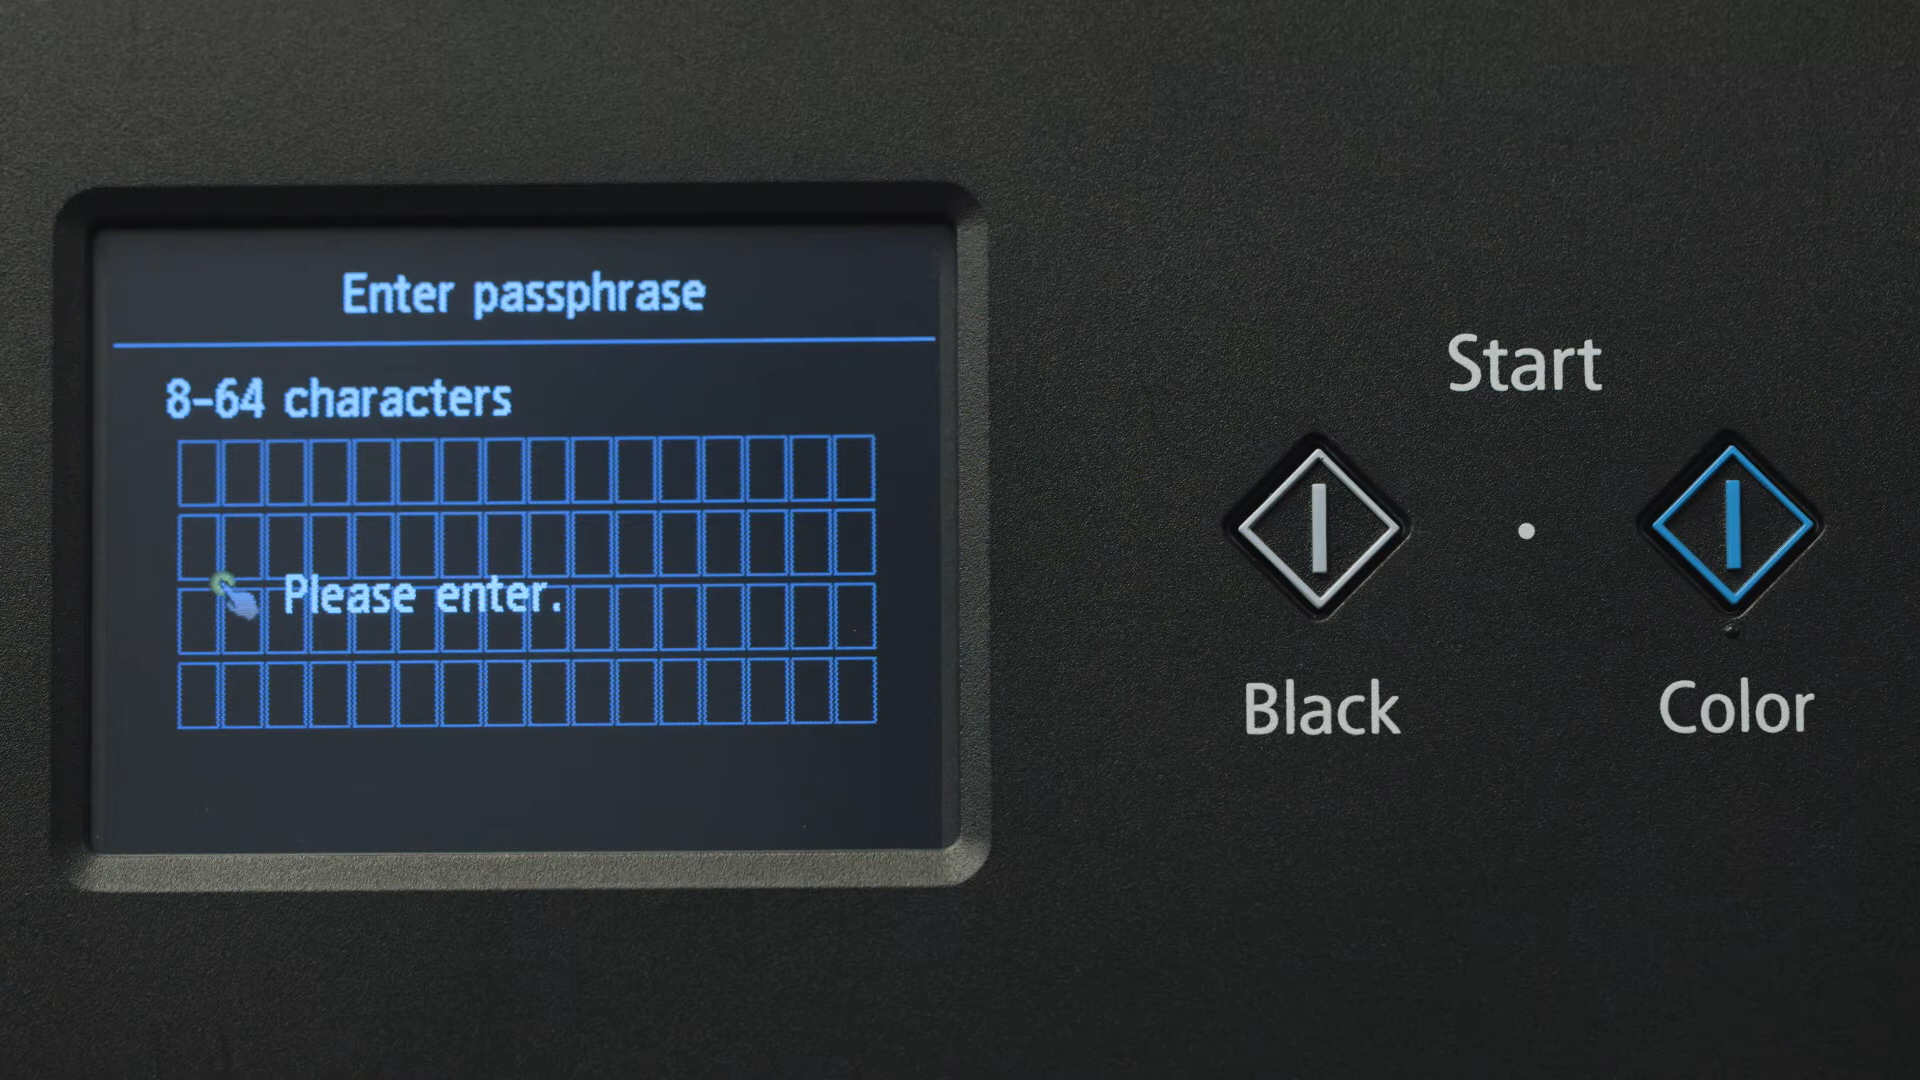 Enter passphrase
8-64 characters
Please enter.
Start
Black
Color